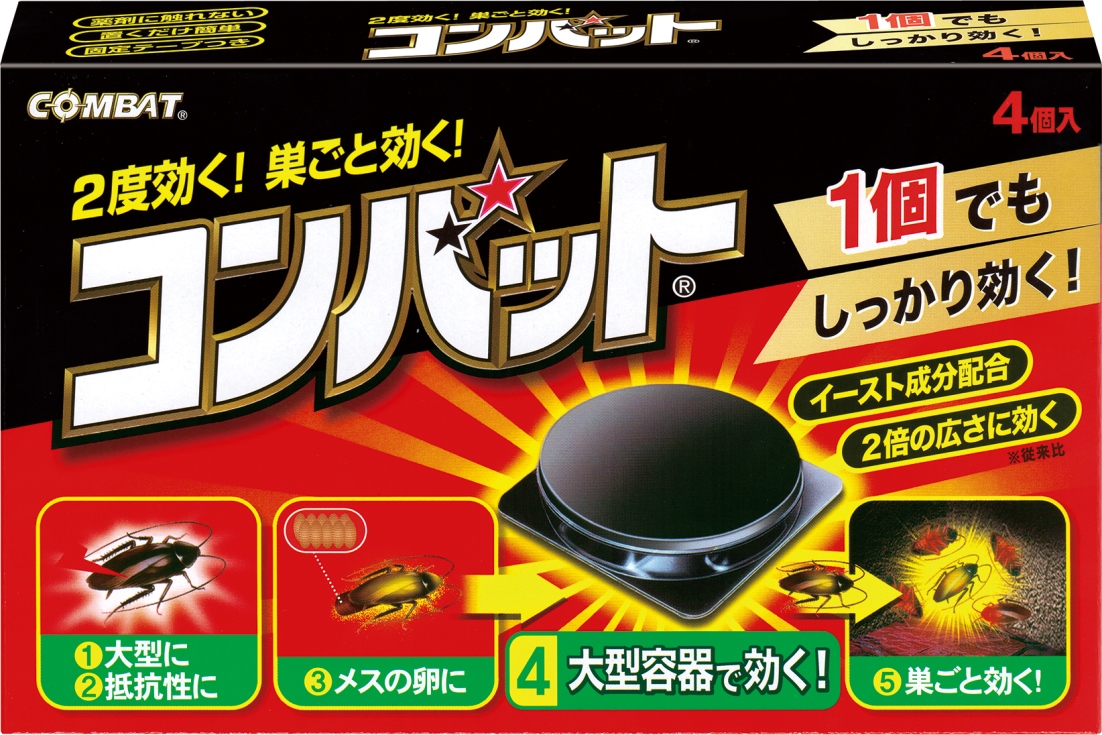 薬剤に触れない
置くだけ簡単
固定テープつき
2度効く! 巣ごと効く!
コンバット®
1個でも
しっかり効く!
4個入
COMBAT®
4個入
2度効く! 巣ごと効く!
コンバット®
1個でも
しっかり効く!
イースト成分配合
2倍の広さに効く
※従来比
①大型に
②抵抗性に
③メスの卵に
4 大型容器で効く!
⑤巣ごと効く!